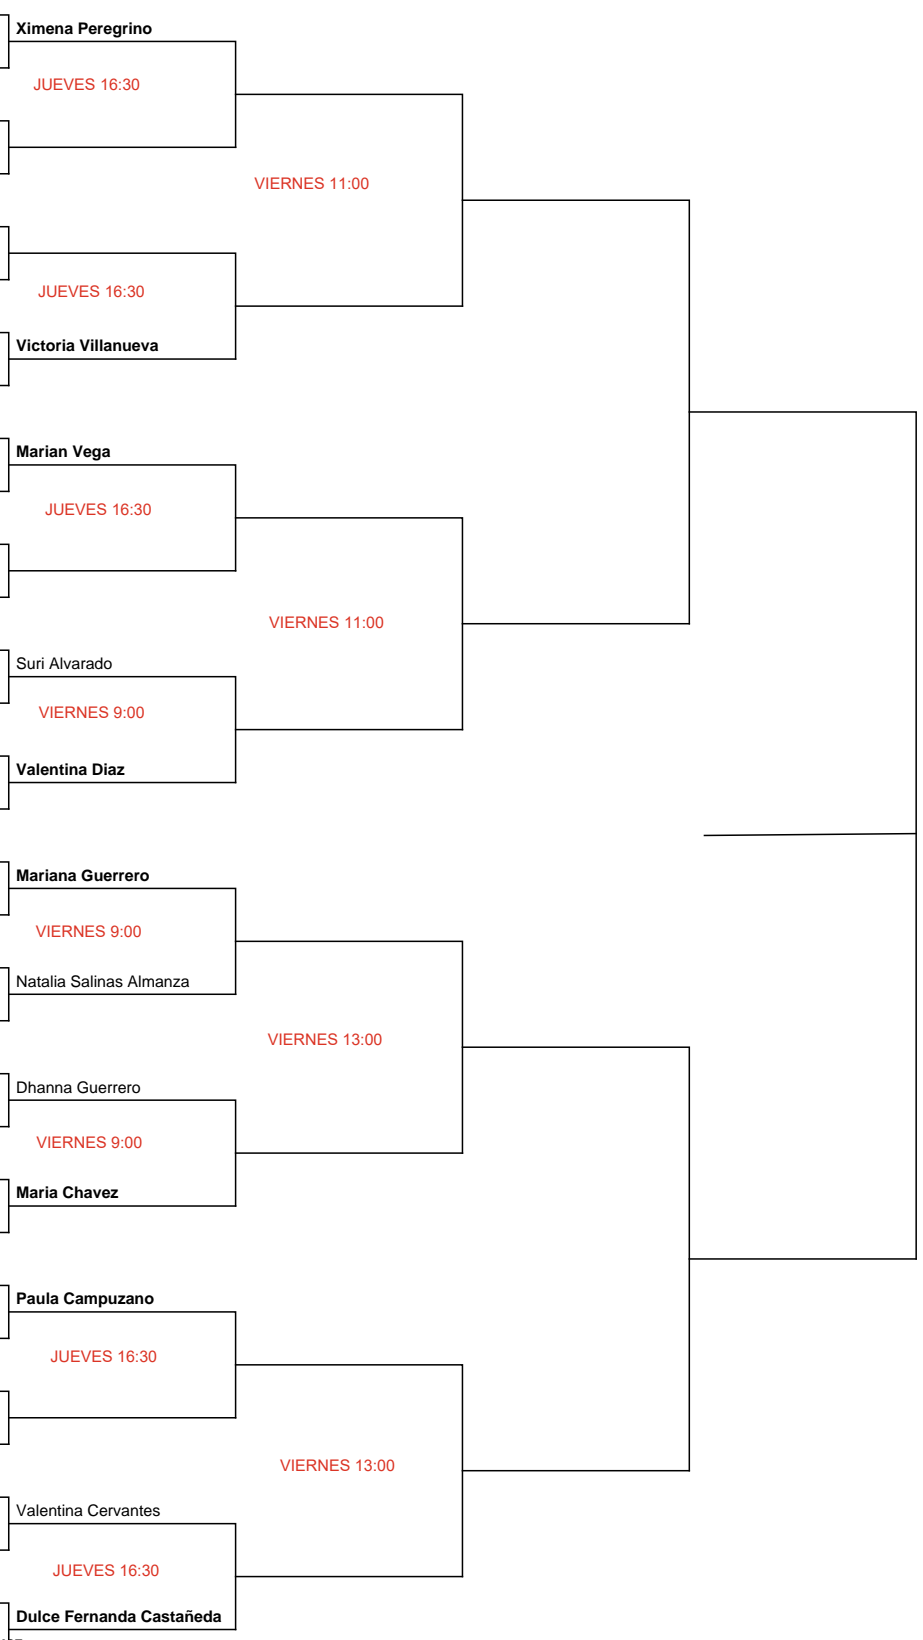 Ximena Peregrino
JUEVES 16:30
VIERNES 11:00
JUEVES 16:30
Victoria Villanueva
Marian Vega
JUEVES 16:30
VIERNES 11:00
Suri Alvarado
VIERNES 9:00
Valentina Diaz
Mariana Guerrero
VIERNES 9:00
Natalia Salinas Almanza
VIERNES 13:00
Dhanna Guerrero
VIERNES 9:00
Maria Chavez
Paula Campuzano
JUEVES 16:30
VIERNES 13:00
Valentina Cervantes
JUEVES 16:30
Dulce Fernanda Castañeda